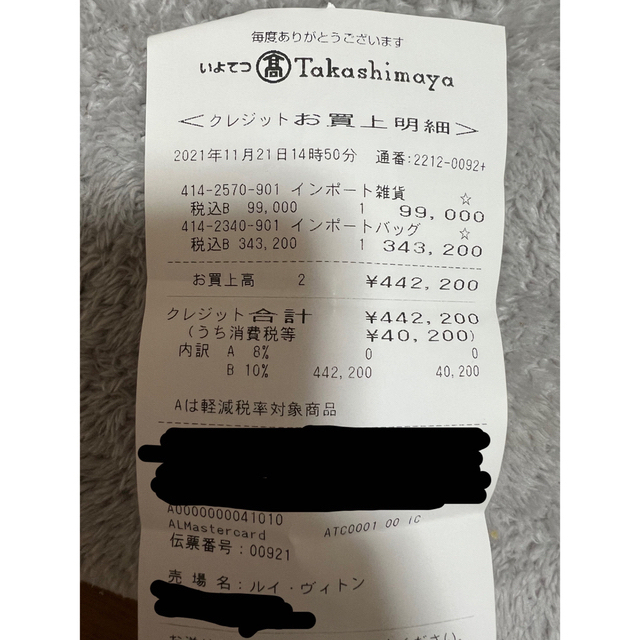 毎度ありがとうございます
いよてつ 髙 Takashimaya
＜クレジットお買上明細＞
2021年11月21日14時50分 通番:2212-0092+
414-2570-901 インポート雑貨 ☆
税込B 99,000 1 99,000
414-2340-901 インポートバッグ ☆
税込B 343,200 1 343,200
お買上高 2 ¥442,200
クレジット合計 ¥442,200
(うち消費税等 ¥40,200)
内訳 A 8% 0 0
B 10% 442,200 40,200
Aは軽減税率対象商品
A0000000041010 ATC0001 00 IC
ALMastercard
伝票番号:00921
売場名:ルイ・ヴィトン